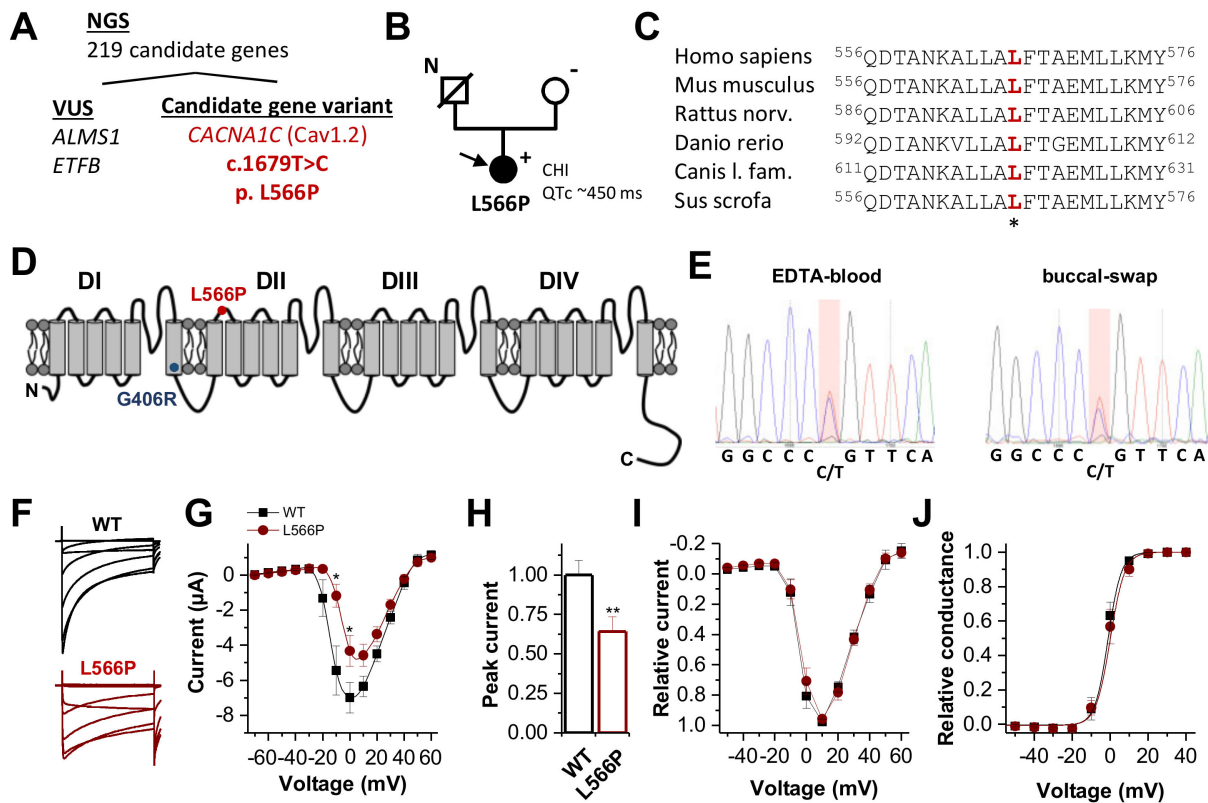 A
NGS
219 candidate genes
VUS
ALMS1
ETFB
Candidate gene variant
CACNA1C (Cav1.2)
c.1679T>C
p. L566P
B
N
-
+
CHI
QTc ~450 ms
L566P
C
Homo sapiens 556QDTANKALLALFTAEMLLKMY576
Mus musculus 556QDTANKALLALFTAEMLLKMY576
Rattus norv. 586QDTANKALLALFTAEMLLKMY606
Danio rerio 592QDIANKVLLALFTGEMLLKMY612
Canis l. fam. 611QDTANKALLALFTAEMLLKMY631
Sus scrofa 556QDTANKALLALFTAEMLLKMY576
*
D
DI DII DIII DIV
L566P
N
G406R
C
E
EDTA-blood
G G C C C G T T C A
C/T
buccal-swap
G G C C C G T T C A
C/T
F
WT
L566P
G
WT
L566P
Current (µA)
0
-2
-4
-6
-8
* *
-40 -20 0 20 40 60
Voltage (mV)
H
Peak current
1.00
0.75
0.50
0.25
0.00
**
WT
L566P
I
Relative current
-0.2
0.0
0.2
0.4
0.6
0.8
1.0
-40 -20 0 20 40 60
Voltage (mV)
J
Relative conductance
1.0
0.8
0.6
0.4
0.2
0.0
-40 -20 0 20 40
Voltage (mV)